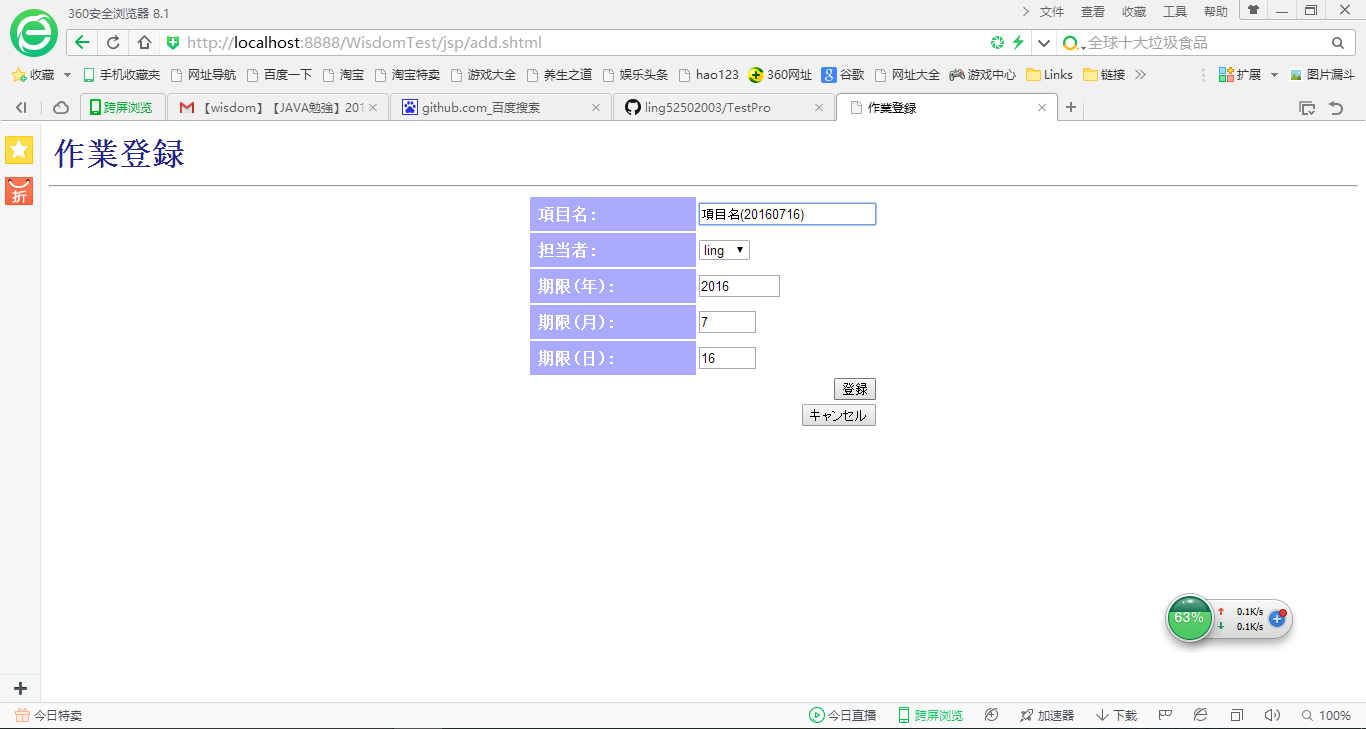 360安全浏览器 8.1
文件 查看 收藏 工具 帮助
http://localhost:8888/WisdomTest/jsp/add.shtml
全球十大垃圾食品
收藏 手机收藏夹 网址导航 百度一下 淘宝 淘宝特卖 游戏大全 养生之道 娱乐头条 hao123 360网址 谷歌 网址大全 游戏中心 Links 链接 扩展 图片漏斗
跨屏浏览 【wisdom】【JAVA勉強】201 github.com_百度搜索 ling52502003/TestPro 作業登録
作業登録
折
項目名: 項目名(20160716)
担当者: ling
期限(年): 2016
期限(月): 7
期限(日): 16
登録
キャンセル
63% 0.1K/s
0.1K/s
今日特卖 今日直播 跨屏浏览 加速器 下载 100%